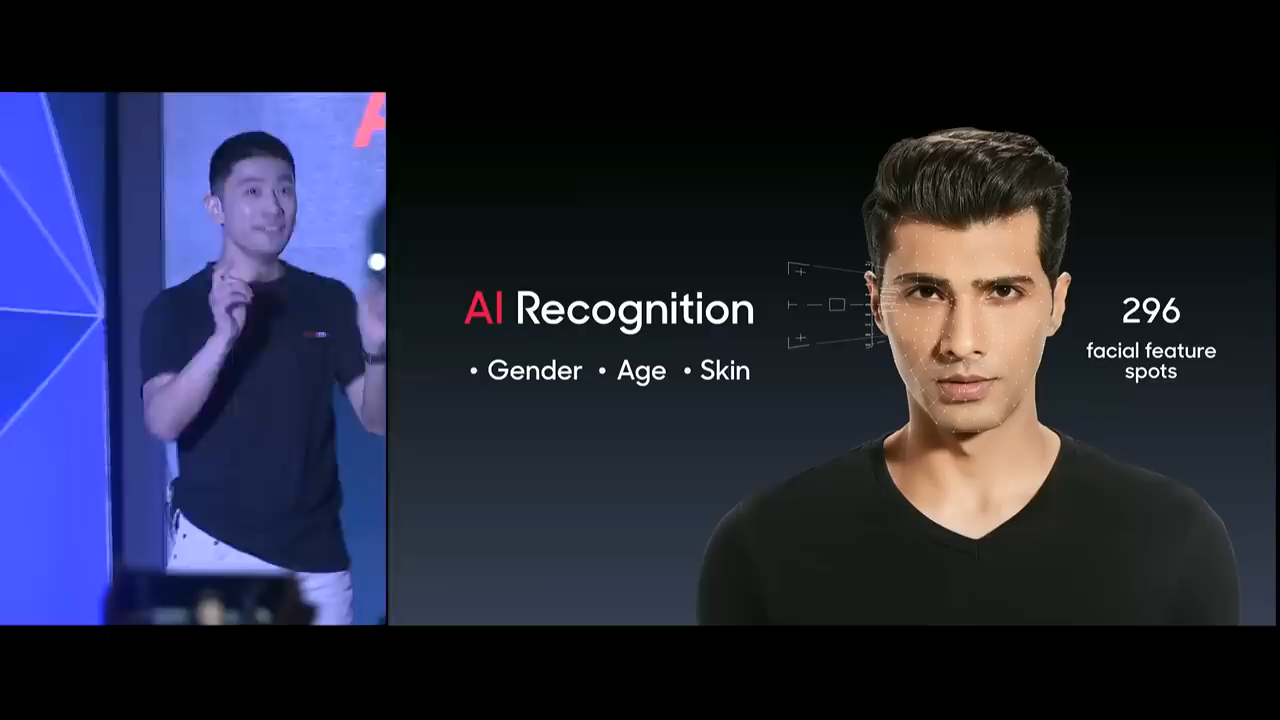 AI Recognition
• Gender • Age • Skin
296
facial feature
spots